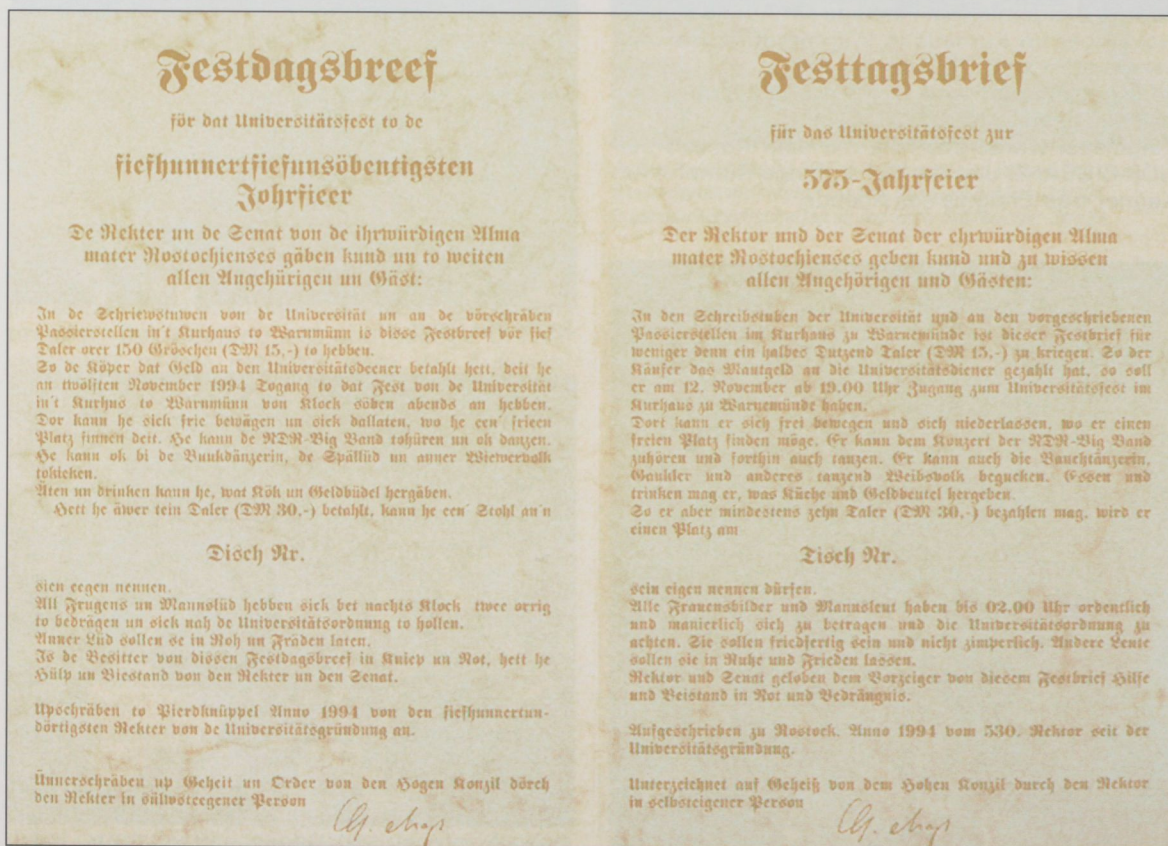 Festdagsbreef
för dat Universitätsfest to de
fiefhunnertfiefunsöbentigsten
Johrfieer
De Rekter un de Senat von de ihrwürdigen Alma
mater Rostochienses gäben kund un to weiten
allen Angehürigen un Gäst:
In de Schriewstuwen von de Universität un an de vörschräben
Passierstellen in't Kurhaus to Warnmünn is disse Festbreef vör fief
Daler orer 150 Gröschen (DM 15,-) to hebben.
So de Köper dat Geld an den Universitätsdeener betahlt hett, deit he
an twölften November 1994 Togang to dat Fest von de Universität
in't Kurhus to Warnmünn von Klock söben abends an hebben.
Dor kann he sick frie bewägen un sick dallaten, wo he een' frieen
Platz finnen deit. He kann de NDR-Big Band tohüren un ok danzen.
He kann ok bi de Buukdänzerin, de Spällüd un anner Wiewervolk
tokieken.
Äten un drinken kann he, wat Kök un Geldbüdel hergäben.
Hett he äwer tein Daler (DM 30,-) betahlt, kann he een' Stohl an'n
Disch Nr.
sien eegen nennen.
All Frugens un Mannslüd hebben sick bet nachts Klock twee orrig
to bedrägen un sick nah de Universitätsordnung to hollen.
Anner Lüd sollen se in Roh un Fräden laten.
Is de Besitter von dissen Festdagsbreef in Kniep un Not, hett he
Hülp un Biestand von den Rekter un den Senat.
Upschräben to Pierdknüppel Anno 1994 von den fiefhunnertun-
dörtigsten Rekter von de Universitätsgründung an.
Ünnerschräben up Geheit un Order von den Hogen Konzil dörch
den Rekter in sülwsteegener Person
Festtagsbrief
für das Universitätsfest zur
575-Jahrfeier
Der Rektor und der Senat der ehrwürdigen Alma
mater Rostochienses geben kund und zu wissen
allen Angehörigen und Gästen:
In den Schreibstuben der Universität und an den vorgeschriebenen
Passierstellen im Kurhaus zu Warnemünde ist dieser Festbrief für
weniger denn ein halbes Dutzend Taler (DM 15,-) zu kriegen. So der
Käufer das Mautgeld an die Universitätsdiener gezahlt hat, so soll
er am 12. November ab 19.00 Uhr Zugang zum Universitätsfest im
Kurhaus zu Warnemünde haben.
Dort kann er sich frei bewegen und sich niederlassen, wo er einen
freien Platz finden möge. Er kann dem Konzert der NDR-Big Band
zuhören und forthin auch tanzen. Er kann auch die Bauchtänzerin,
Gaukler und anderes tanzend Weibsvolk begucken. Essen und
trinken mag er, was Küche und Geldbeutel hergeben.
So er aber mindestens zehn Taler (DM 30,-) bezahlen mag, wird er
einen Platz am
Tisch Nr.
sein eigen nennen dürfen.
Alle Frauensbilder und Mannsleut haben bis 02.00 Uhr ordentlich
und manierlich sich zu betragen und die Universitätsordnung zu
achten. Sie sollen friedfertig sein und nicht zimperlich. Andere Leute
sollen sie in Ruhe und Frieden lassen.
Rektor und Senat geloben dem Vorzeiger von diesem Festbrief Hilfe
und Beistand in Not und Bedrängnis.
Aufgeschrieben zu Rostock, Anno 1994 vom 530. Rektor seit der
Universitätsgründung.
Unterzeichnet auf Geheiß von dem Hohen Konzil durch den Rektor
in selbsteigener Person